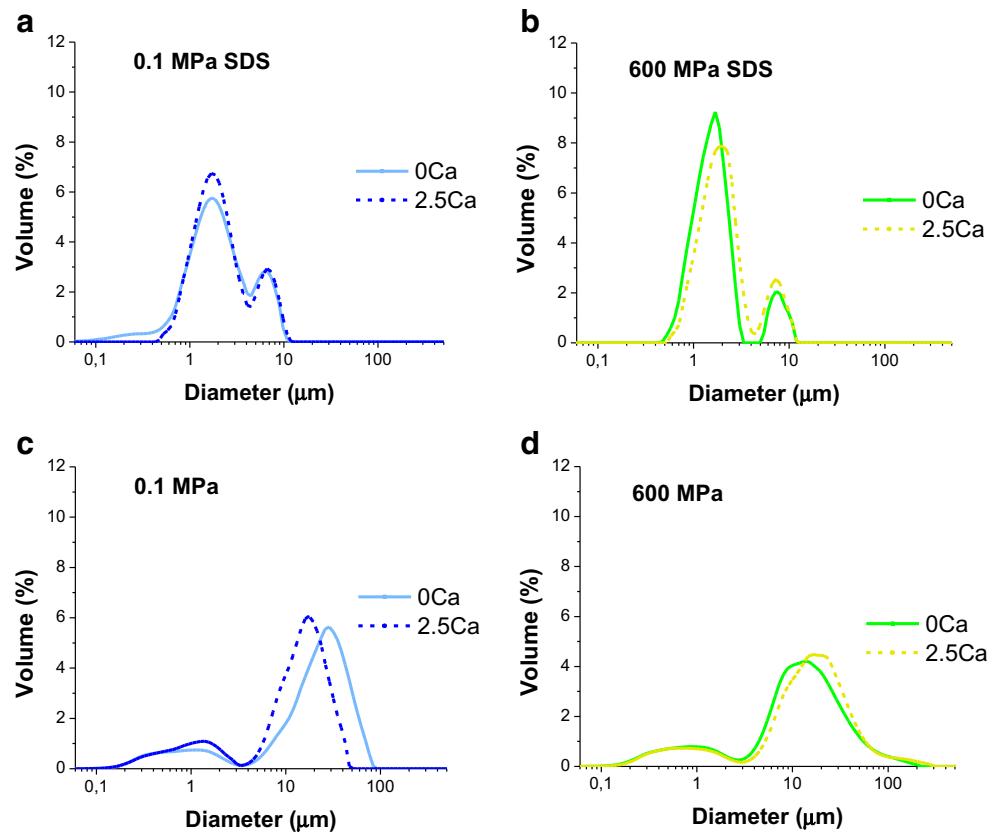 a
0.1 MPa SDS
12
10
8
6
4
2
0
Volume (%)
0Ca
2.5Ca
0,1
1
10
100
Diameter (μm)
b
600 MPa SDS
12
10
8
6
4
2
0
Volume (%)
0Ca
2.5Ca
0,1
1
10
100
Diameter (μm)
c
0.1 MPa
12
10
8
6
4
2
0
Volume (%)
0Ca
2.5Ca
0,1
1
10
100
Diameter (μm)
d
600 MPa
12
10
8
6
4
2
0
Volume (%)
0Ca
2.5Ca
0,1
1
10
100
Diameter (μm)